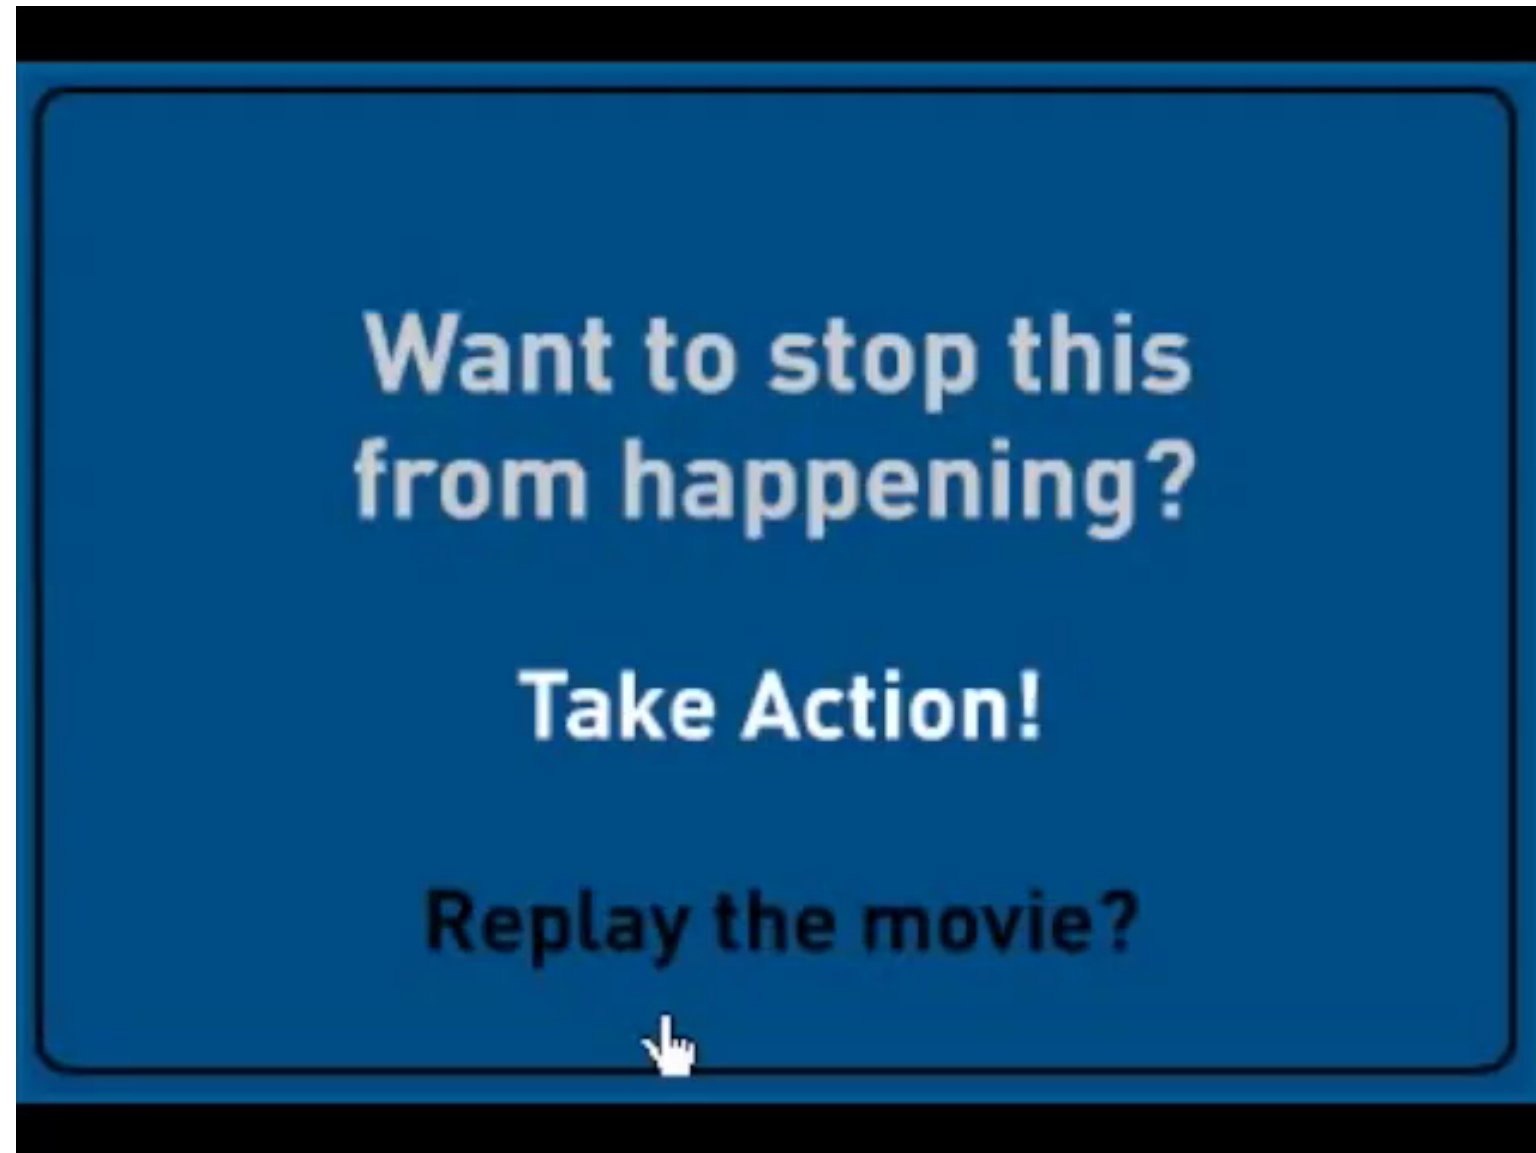 Want to stop this
from happening?
Take Action!
Replay the movie?